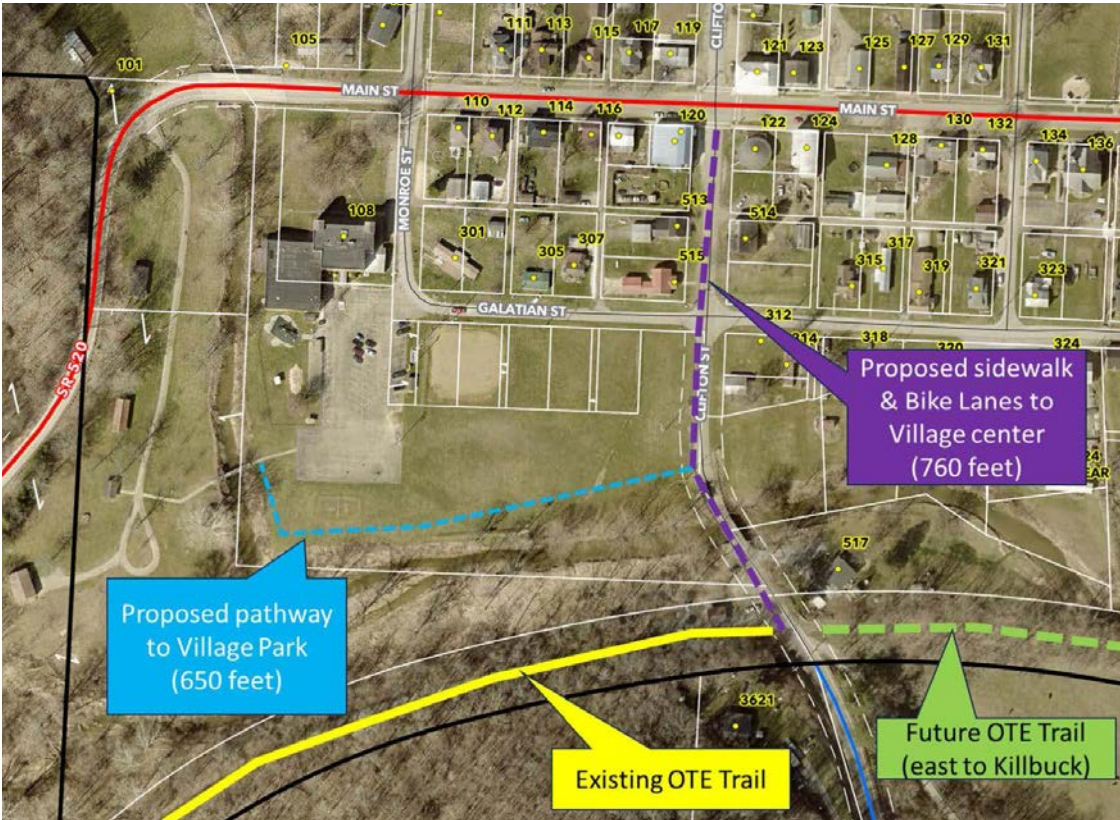 101
105
111
113
115
117
119
CLIFTO
121
123
125
127
129
131
MAIN ST
MAIN ST
110
112
114
116
120
122
124
128
130
132
134
136
MONROE ST
108
513
514
301
305
307
515
315
317
319
321
323
GALATIAN ST
312
314
318
320
324
SR-520
CLIFTON ST
Proposed sidewalk
& Bike Lanes to
Village center
(760 feet)
517
Proposed pathway
to Village Park
(650 feet)
3621
Existing OTE Trail
Future OTE Trail
(east to Killbuck)